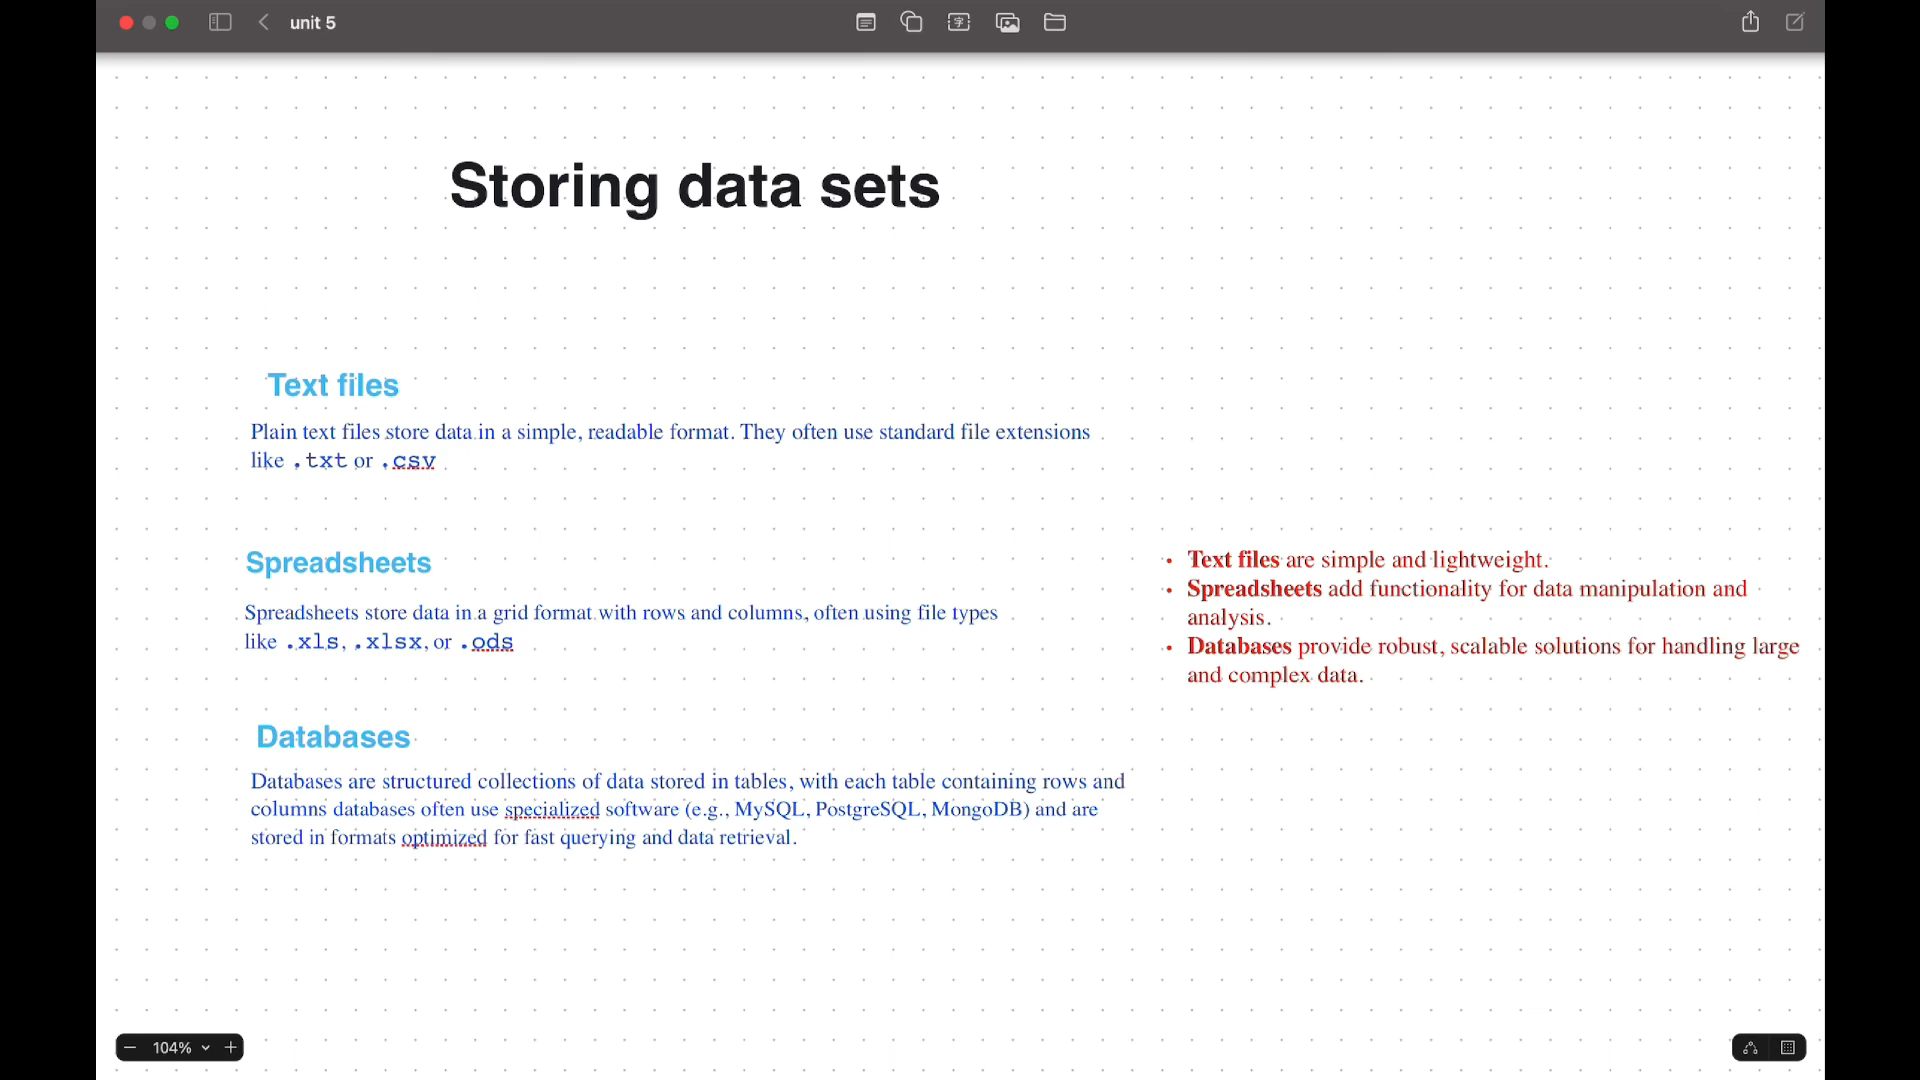 unit 5
Storing data sets
Text files
Plain text files store data in a simple, readable format. They often use standard file extensions
like .txt or .csv
Spreadsheets
Spreadsheets store data in a grid format with rows and columns, often using file types
like .xls, .xlsx, or .ods
Databases
Databases are structured collections of data stored in tables, with each table containing rows and
columns databases often use specialized software (e.g., MySQL, PostgreSQL, MongoDB) and are
stored in formats optimized for fast querying and data retrieval.
• Text files are simple and lightweight.
• Spreadsheets add functionality for data manipulation and
analysis.
• Databases provide robust, scalable solutions for handling large
and complex data.
104%